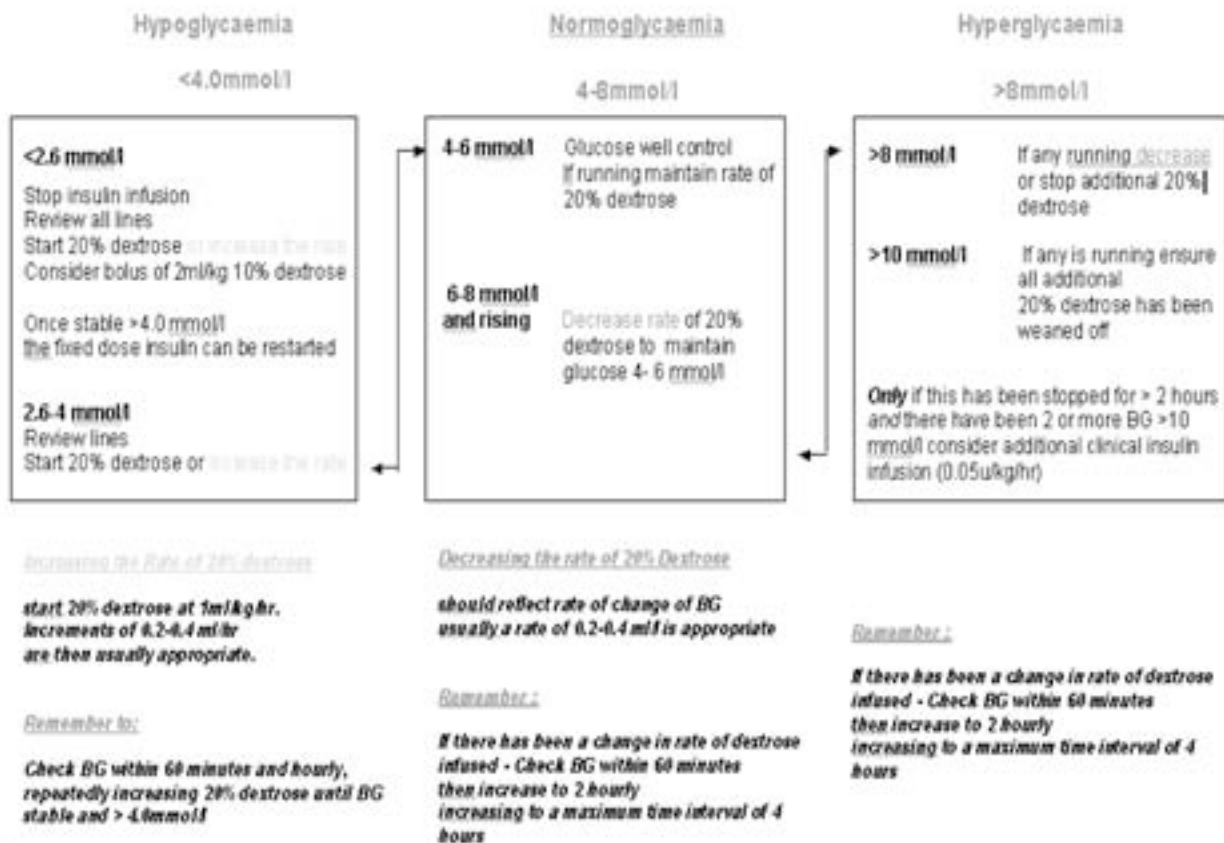 Hypoglycaemia
<4.0mmol/l
<2.6 mmol/l
Stop insulin infusion
Review all lines
Start 20% dextrose or increase the rate
Consider bolus of 2ml/kg 10% dextrose
Once stable >4.0 mmol/l
the fixed dose insulin can be restarted
2.6-4 mmol/l
Review lines
Start 20% dextrose or increase the rate
Increasing the Rate of 20% dextrose
start 20% dextrose at 1ml/kg/hr.
Increments of 0.2-0.4 ml/hr
are then usually appropriate.
Remember to:
Check BG within 60 minutes and hourly,
repeatedly increasing 20% dextrose until BG
stable and > 4.0mmol/l
Normoglycaemia
4-8mmol/l
4-6 mmol/l Glucose well control
If running maintain rate of
20% dextrose
6-8 mmol/l
and rising Decrease rate of 20%
dextrose to maintain
glucose 4- 6 mmol/l
Decreasing the rate of 20% Dextrose
should reflect rate of change of BG
usually a rate of 0.2-0.4 ml/l is appropriate
Remember :
If there has been a change in rate of dextrose
infused - Check BG within 60 minutes
then increase to 2 hourly
increasing to a maximum time interval of 4
hours
Hyperglycaemia
>8mmol/l
>8 mmol/l If any running decrease
or stop additional 20%
dextrose
>10 mmol/l If any is running ensure
all additional
20% dextrose has been
weaned off
Only if this has been stopped for > 2 hours
and there have been 2 or more BG >10
mmol/l consider additional clinical insulin
infusion (0.05u/kg/hr)
Remember :
If there has been a change in rate of dextrose
infused - Check BG within 60 minutes
then increase to 2 hourly
increasing to a maximum time interval of 4
hours